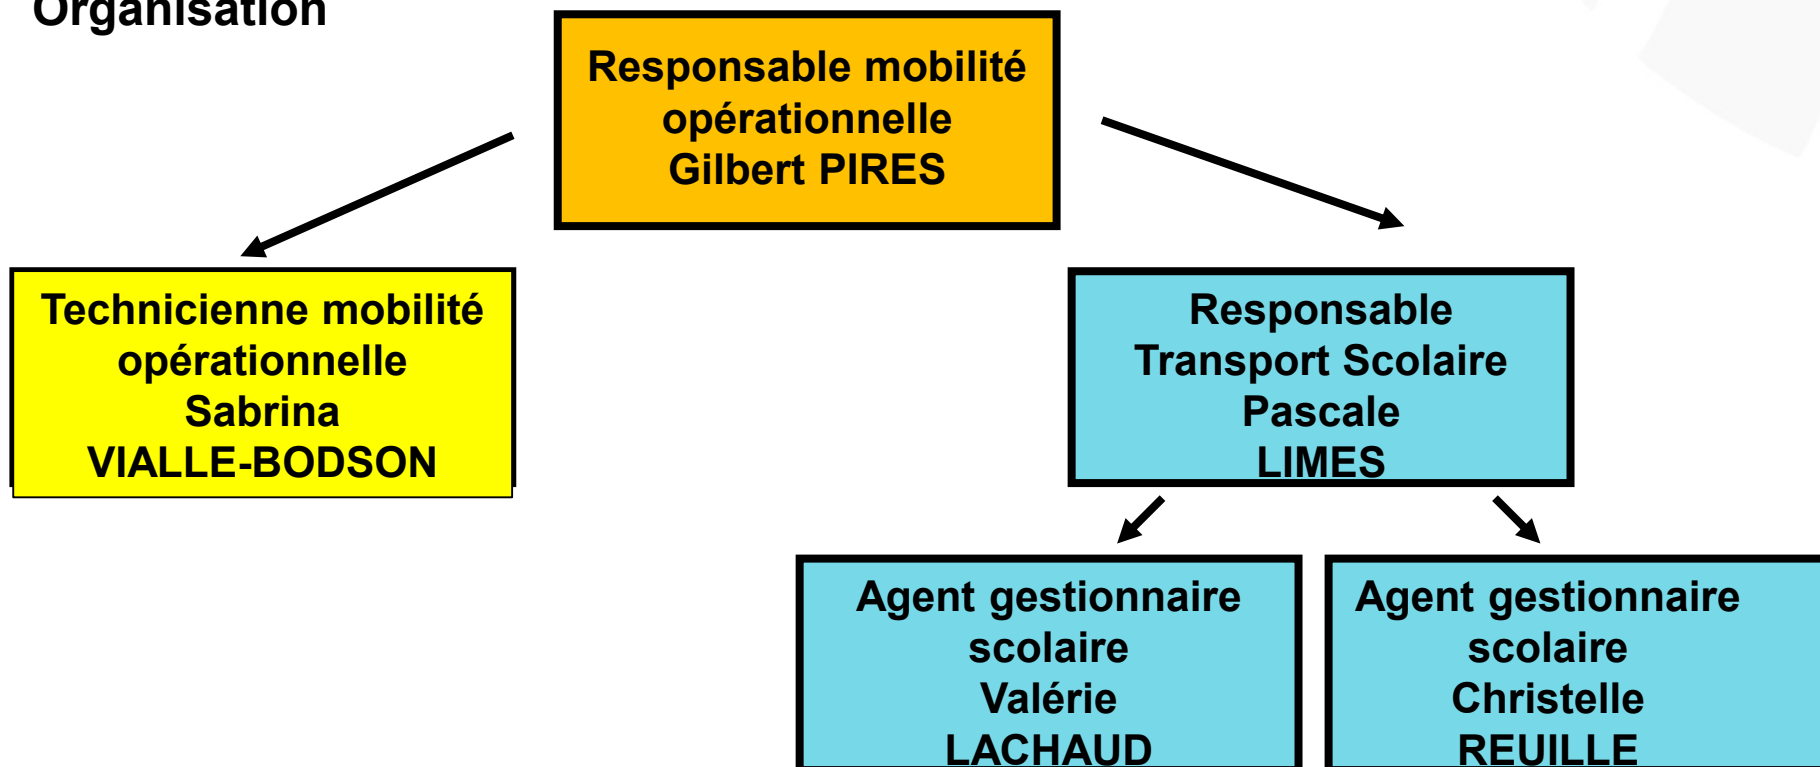 Organisation
Responsable mobilité
opérationnelle
Gilbert PIRES
Technicienne mobilité
opérationnelle
Sabrina
VIALLE-BODSON
Responsable
Transport Scolaire
Pascale
LIMES
Agent gestionnaire
scolaire
Valérie
LACHAUD
Agent gestionnaire
scolaire
Christelle
REUILLE